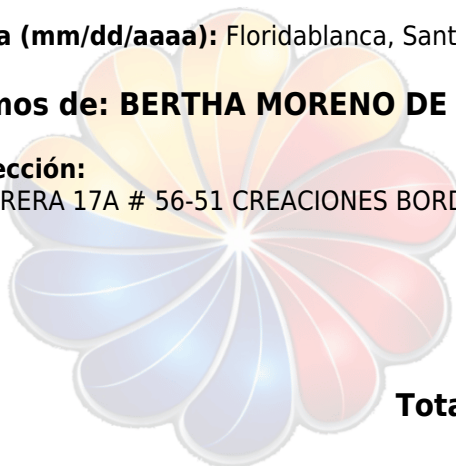 a (mm/dd/aaaa): Floridablanca, Sant
mos de: BERTHA MORENO DE
ección:
RERA 17A # 56-51 CREACIONES BORD
Tota